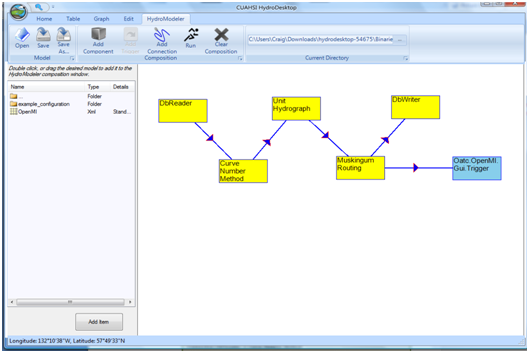 CUAHSI HydroDesktop
Home Table Graph Edit HydroModeler
Open Save Save As... Add Component Add Connection Run Clear Composition
C:\Users\Craig\Downloads\hydrodesktop-54675\Binarie ...
Model Composition Current Directory
Double click, or drag the desired model to add it to the
HydroModeler composition window.
Name Type Details
... Folder
example_configuration Folder
OpenMI Xml Stand...
Add Item
DbReader
Curve
Number
Method
Unit
Hydrograph
Muskingum
Routing
DbWriter
Oatc.OpenMI
Gui.Trigger
Longitude: 132°10'38"W, Latitude: 57°49'33"N